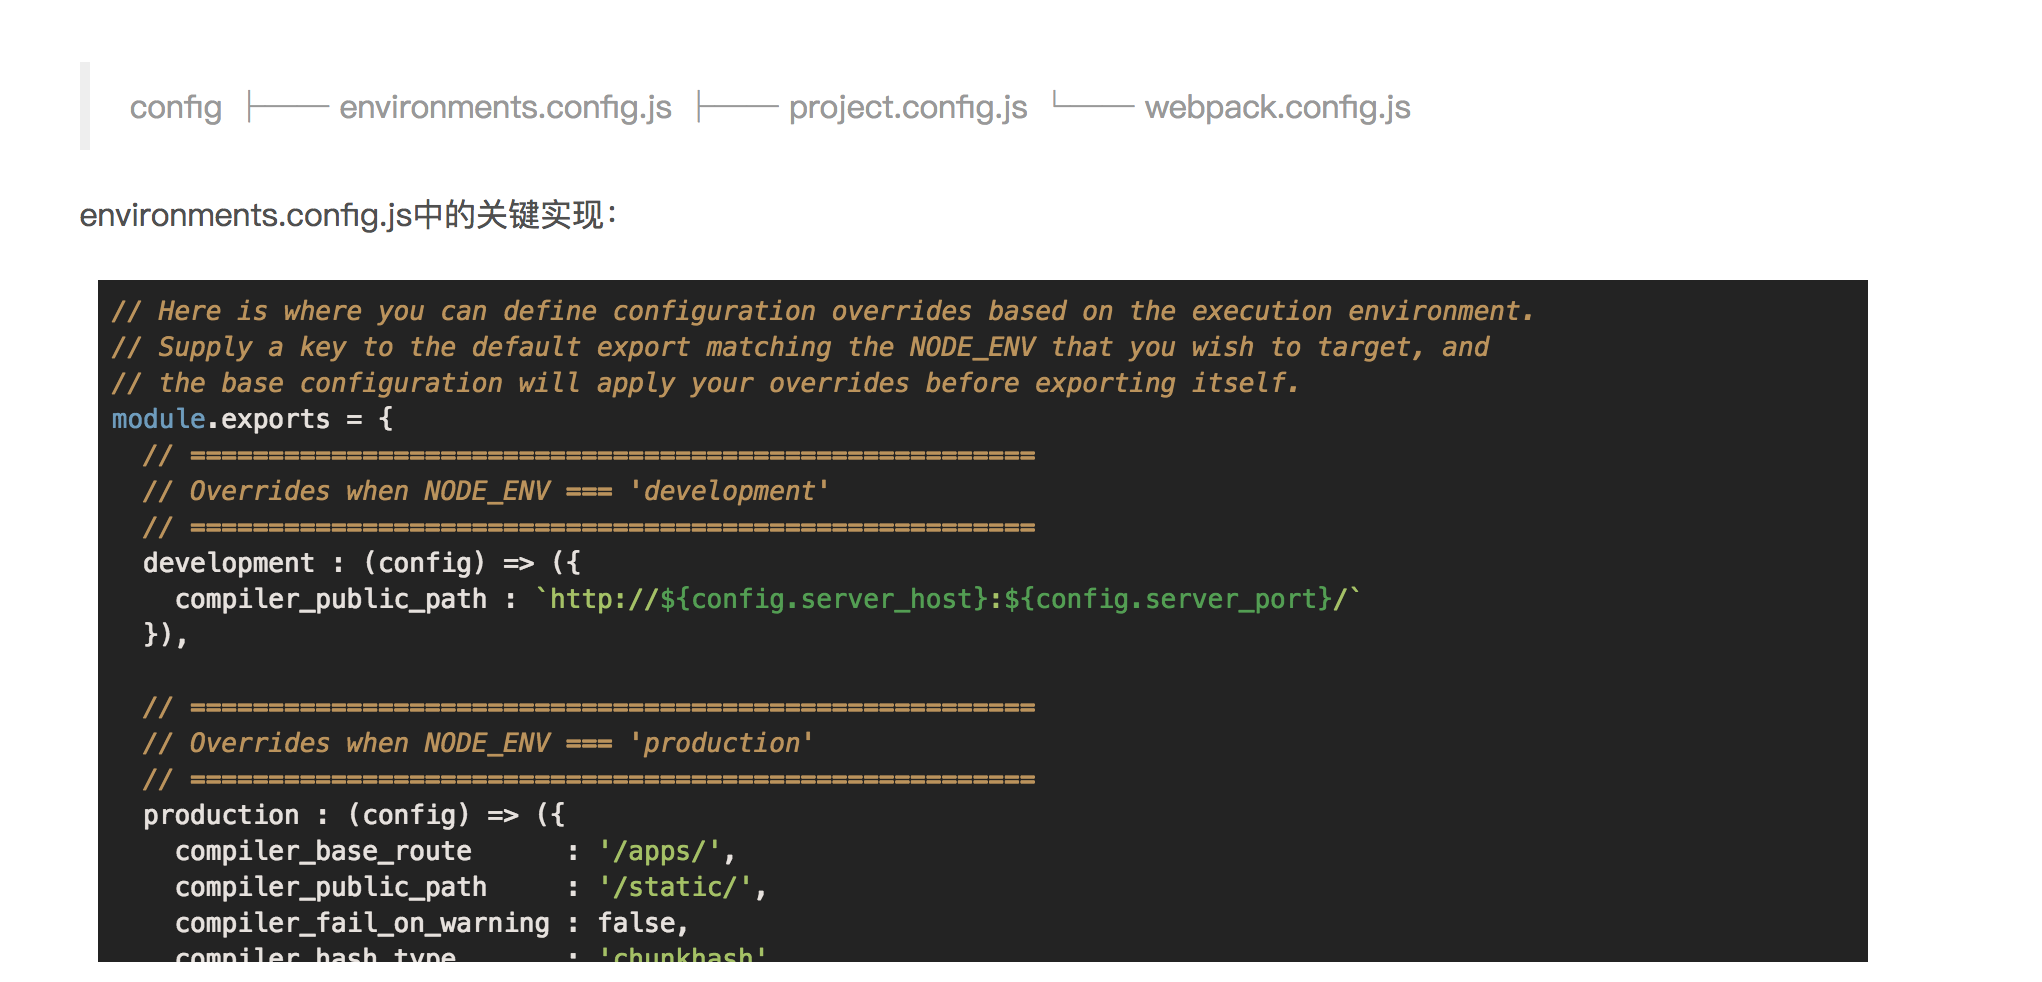 config ├── environments.config.js ├── project.config.js └── webpack.config.js
environments.config.js中的关键实现：
// Here is where you can define configuration overrides based on the execution environment.
// Supply a key to the default export matching the NODE_ENV that you wish to target, and
// the base configuration will apply your overrides before exporting itself.
module.exports = {
  // ======================================================
  // Overrides when NODE_ENV === 'development'
  // ======================================================
  development : (config) => ({
    compiler_public_path : `http://${config.server_host}:${config.server_port}/`
  }),
  // ======================================================
  // Overrides when NODE_ENV === 'production'
  // ======================================================
  production : (config) => ({
    compiler_base_route      : '/apps/',
    compiler_public_path     : '/static/',
    compiler_fail_on_warning : false,
    compiler_hash_type       : 'chunkhash'